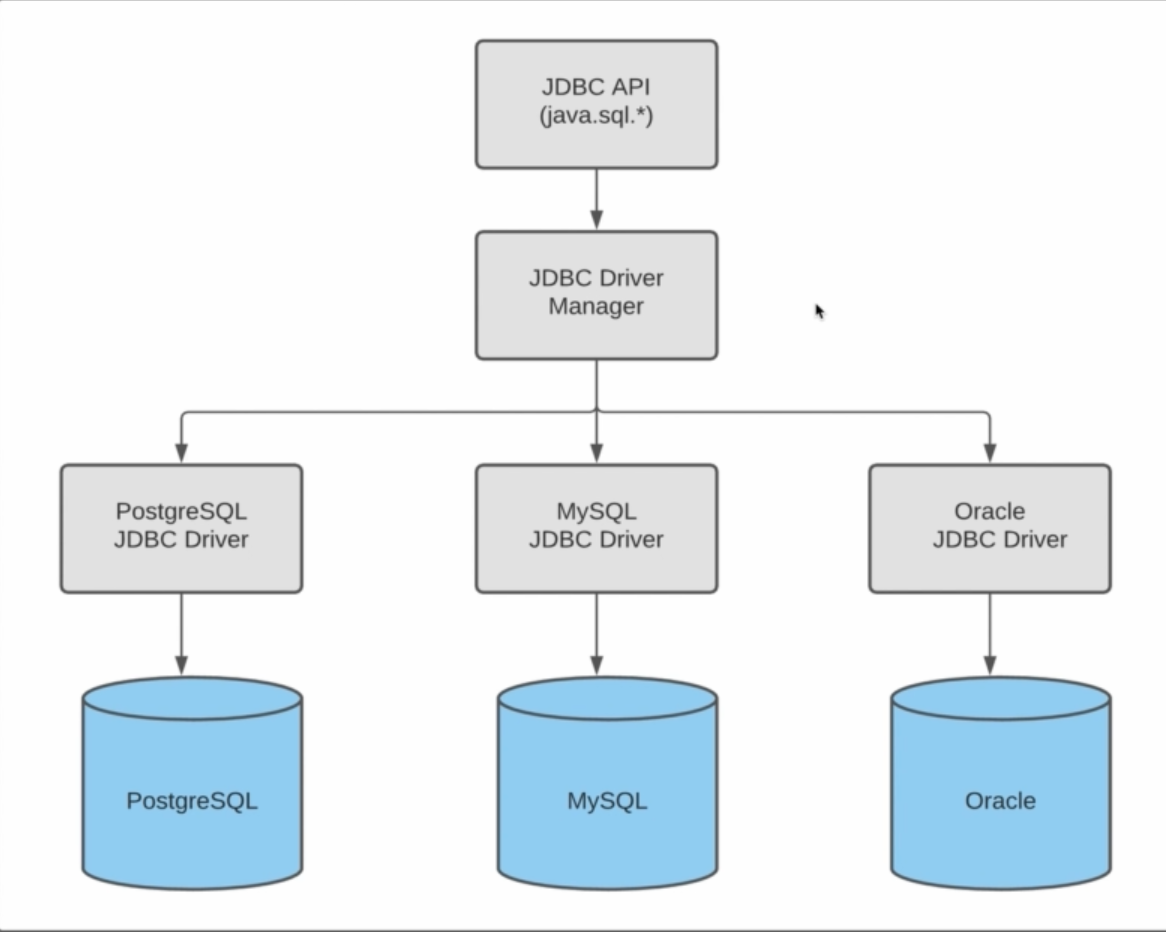 JDBC API
(java.sql.*)
JDBC Driver
Manager
PostgreSQL
JDBC Driver
MySQL
JDBC Driver
Oracle
JDBC Driver
PostgreSQL
MySQL
Oracle